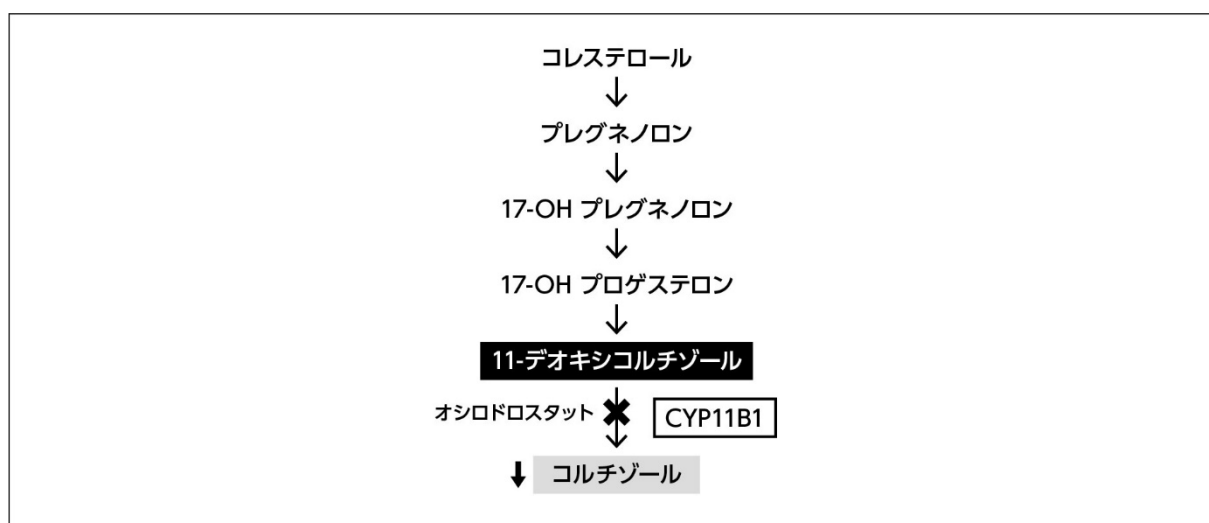 コレステロール
プレグネノロン
17-OH プレグネノロン
17-OH プロゲステロン
11-デオキシコルチゾール
オシロドロスタット
CYP11B1
コルチゾール